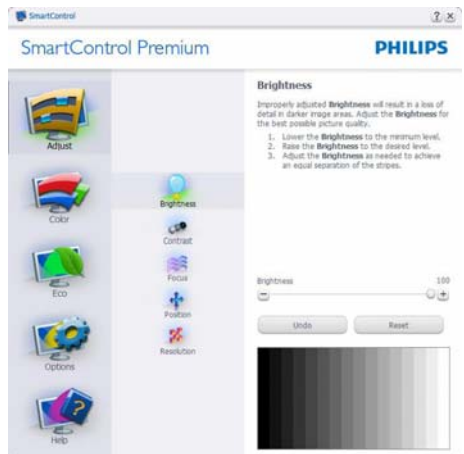 SmartControl
? ×
SmartControl Premium
PHILIPS
Adjust
Color
Eco
Options
Help
Brightness
Contrast
Focus
Position
Resolution
Brightness
Improperly adjusted Brightness will result in a loss of
detail in darker image areas. Adjust the Brightness for
the best possible picture quality.
1. Lower the Brightness to the minimum level.
2. Raise the Brightness to the desired level.
3. Adjust the Brightness as needed to achieve
an equal separation of the stripes.
Brightness 100
Undo Reset